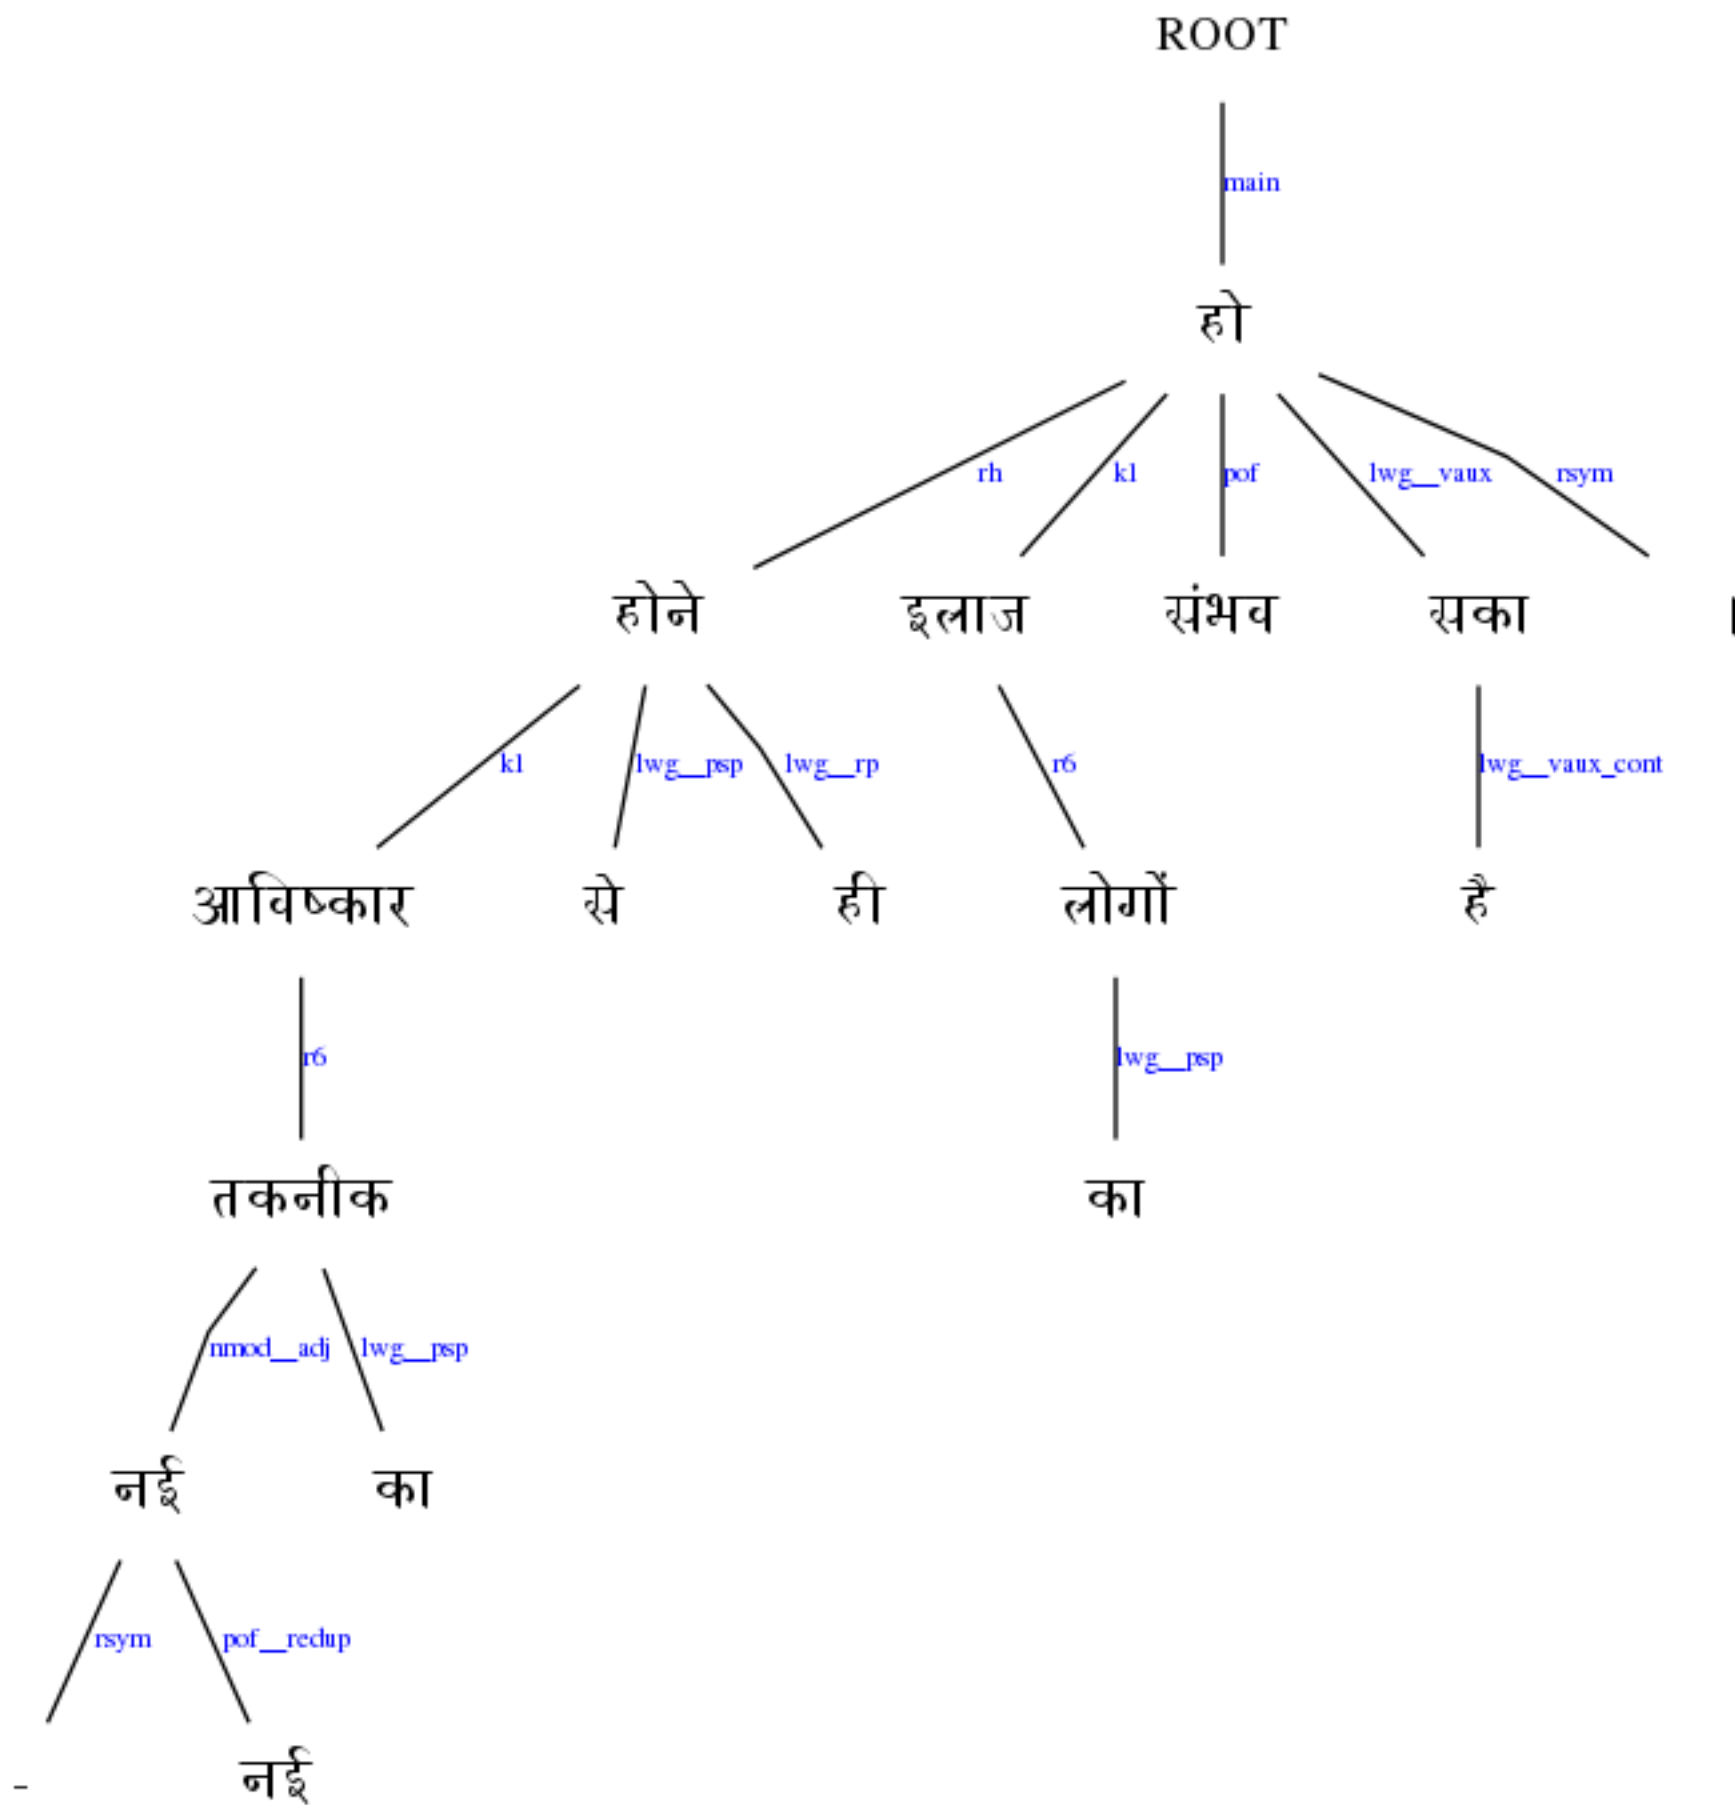 ROOT
main
हो
rh k1 pof lwg__vaux rsym
होने इलाज संभव सका ।
k1 lwg__psp lwg__rp r6 lwg__vaux_cont
आविष्कार से ही लोगों है
r6 lwg__psp
तकनीक का
nmod__adj lwg__psp
नई का
rsym pof__redup
- नई